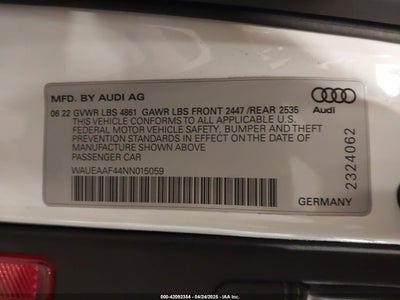 MFD. BY AUDI AG
06 22 GVWR LBS 4861 GAWR LBS FRONT 2447 /REAR 2535
THIS VEHICLE CONFORMS TO ALL APPLICABLE U.S.
FEDERAL MOTOR VEHICLE SAFETY, BUMPER AND THEFT
PREVENTION STANDARDS IN EFFECT ON THE DATE OF
MANUFACTURE SHOWN ABOVE
PASSENGER CAR
WAUEAAF44NN015059
Audi
2324062
GERMANY
000-42092384 - 04/24/2025 - IAA Inc.